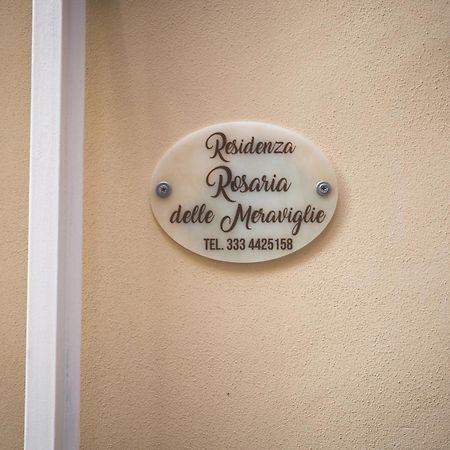 Residenza
Rosaria
delle Meraviglie
TEL. 333 4425158